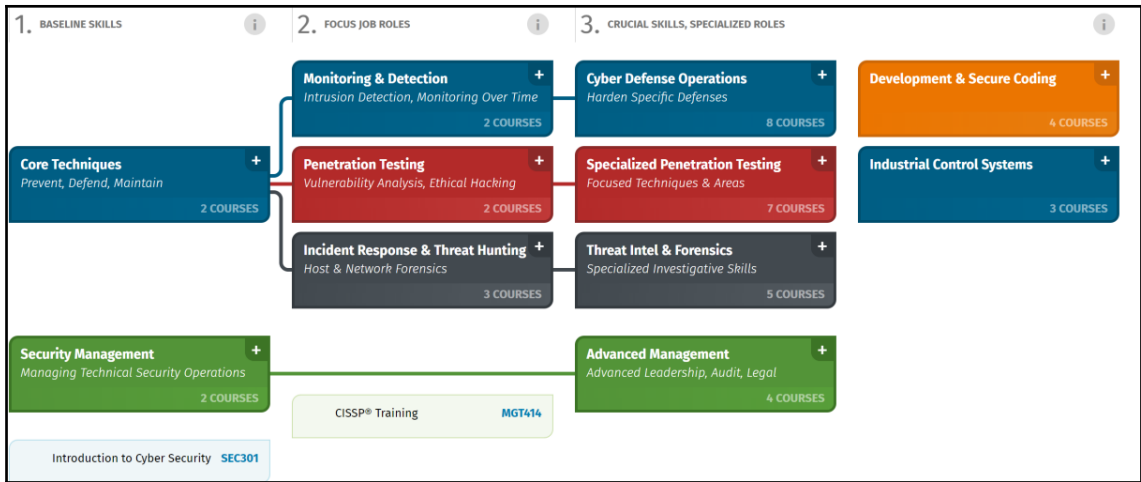 1. BASELINE SKILLS
i
2. FOCUS JOB ROLES
i
3. CRUCIAL SKILLS, SPECIALIZED ROLES
i
Core Techniques
+
Prevent, Defend, Maintain
2 COURSES
Monitoring & Detection
+
Intrusion Detection, Monitoring Over Time
2 COURSES
Penetration Testing
+
Vulnerability Analysis, Ethical Hacking
2 COURSES
Incident Response & Threat Hunting
+
Host & Network Forensics
3 COURSES
Cyber Defense Operations
+
Harden Specific Defenses
8 COURSES
Specialized Penetration Testing
+
Focused Techniques & Areas
7 COURSES
Threat Intel & Forensics
+
Specialized Investigative Skills
5 COURSES
Development & Secure Coding
+
4 COURSES
Industrial Control Systems
+
3 COURSES
Security Management
+
Managing Technical Security Operations
2 COURSES
Advanced Management
+
Advanced Leadership, Audit, Legal
4 COURSES
CISSP® Training MGT414
Introduction to Cyber Security SEC301